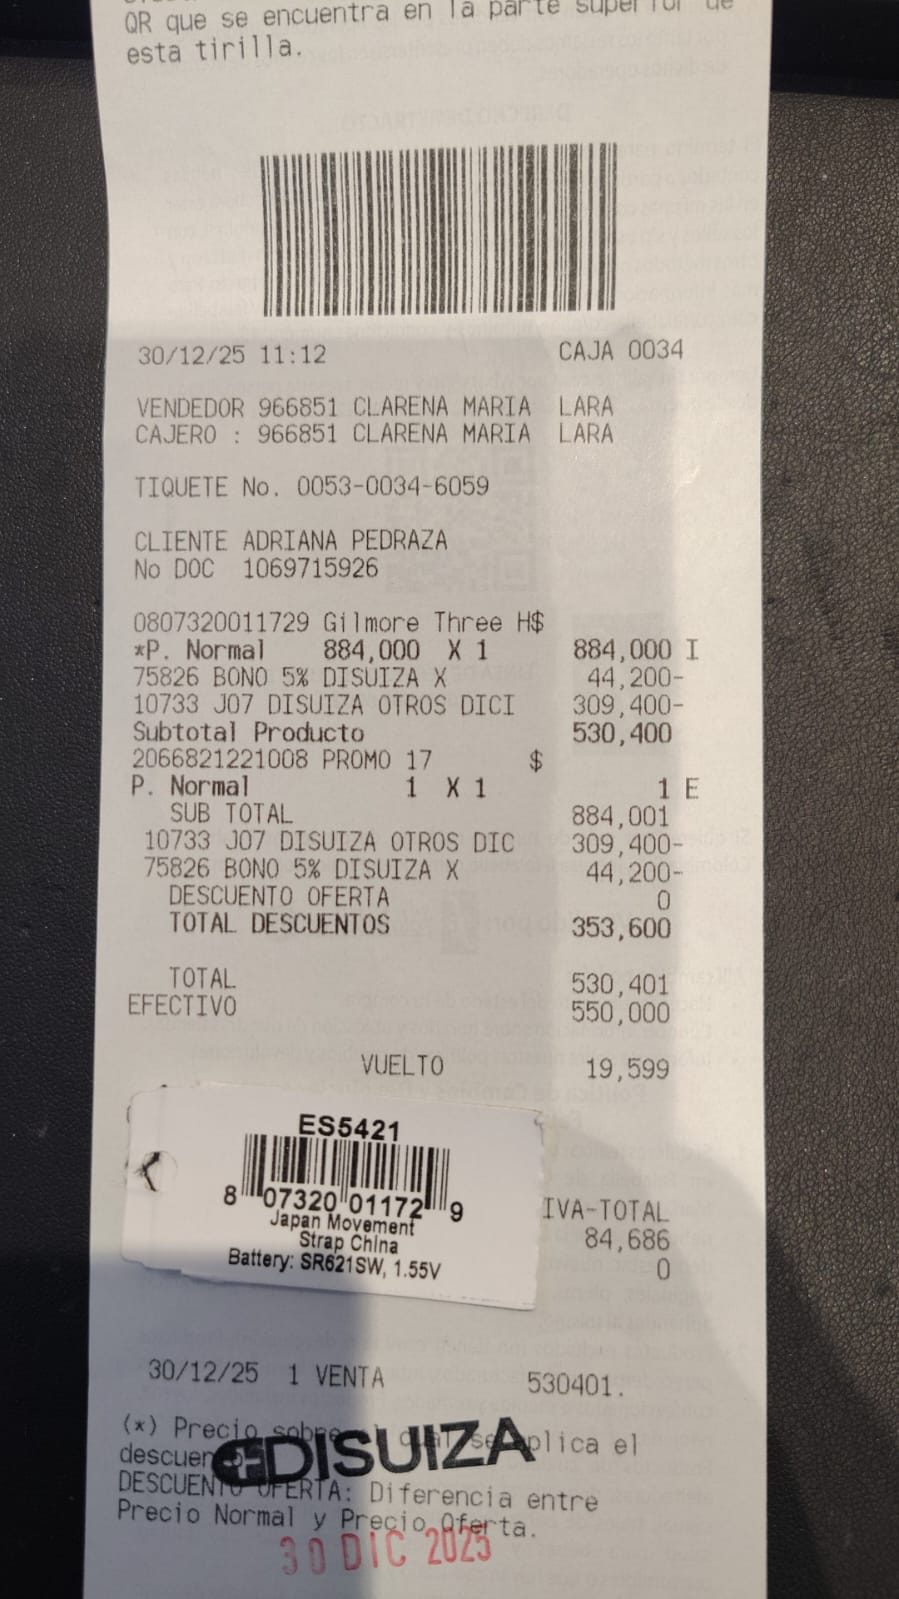 QR que se encuentra en la parte superior de
esta tirilla.
30/12/25 11:12 CAJA 0034
VENDEDOR 966851 CLARENA MARIA LARA
CAJERO : 966851 CLARENA MARIA LARA
TIQUETE No. 0053-0034-6059
CLIENTE ADRIANA PEDRAZA
No DOC 1069715926
0807320011729 Gilmore Three H$
*P. Normal 884,000 X 1 884,000 I
75826 BONO 5% DISUIZA X 44,200-
10733 J07 DISUIZA OTROS DICI 309,400-
Subtotal Producto 530,400
2066821221008 PROMO 17 $
P. Normal 1 X 1 1 E
SUB TOTAL 884,001
10733 J07 DISUIZA OTROS DIC 309,400-
75826 BONO 5% DISUIZA X 44,200-
DESCUENTO OFERTA 0
TOTAL DESCUENTOS 353,600
TOTAL 530,401
EFECTIVO 550,000
VUELTO 19,599
ES5421
8 07320 01172 9
Japan Movement
Strap China
Battery: SR621SW, 1.55V
IVA-TOTAL
84,686
0
30/12/25 1 VENTA 530401.
(*) Precio sobre el cual se aplica el
descuento
DISUIZA
DESCUENTO OFERTA: Diferencia entre
Precio Normal y Precio Oferta.
30 DIC 2025